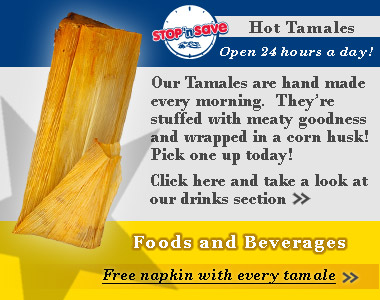 STOP'n Save Hot Tamales
Open 24 hours a day!
Our Tamales are hand made
every morning. They're
stuffed with meaty goodness
and wrapped in a corn husk!
Pick one up today!
Click here and take a look at
our drinks section >>
Foods and Beverages
Free napkin with every tamale >>